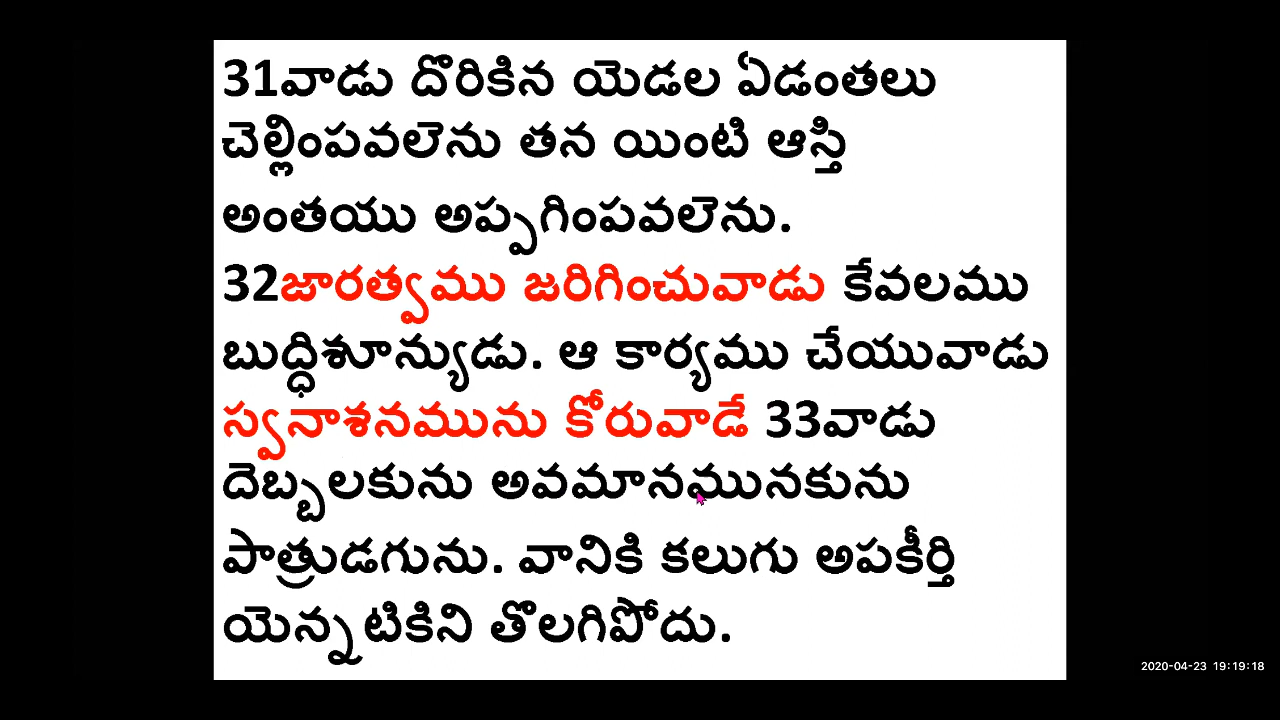 31వాడు దొరికిన యెడల ఏడంతలు
చెల్లింపవలెను తన యింటి ఆస్తి
అంతయు అప్పగింపవలెను.
32జారత్వము జరిగించువాడు కేవలము
బుద్ధిశూన్యుడు. ఆ కార్యము చేయువాడు
స్వనాశనమును కోరువాడే 33వాడు
దెబ్బలకును అవమానమునకును
పాత్రుడగును. వానికి కలుగు అపకీర్తి
యెన్నటికిని తొలగిపోదు.
2020-04-23 19:19:18